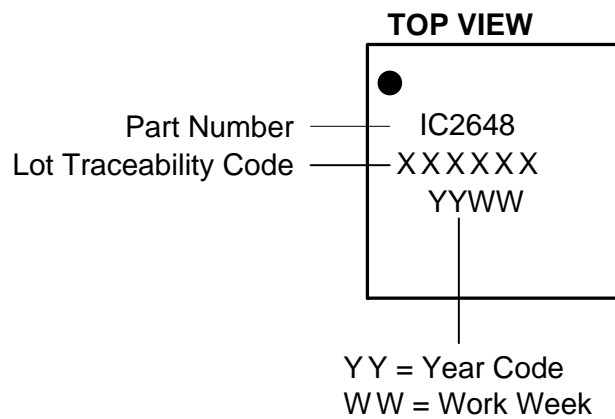 TOP VIEW
Part Number
IC2648
Lot Traceability Code
XXXXXX
YYWW
YY = Year Code
WW = Work Week